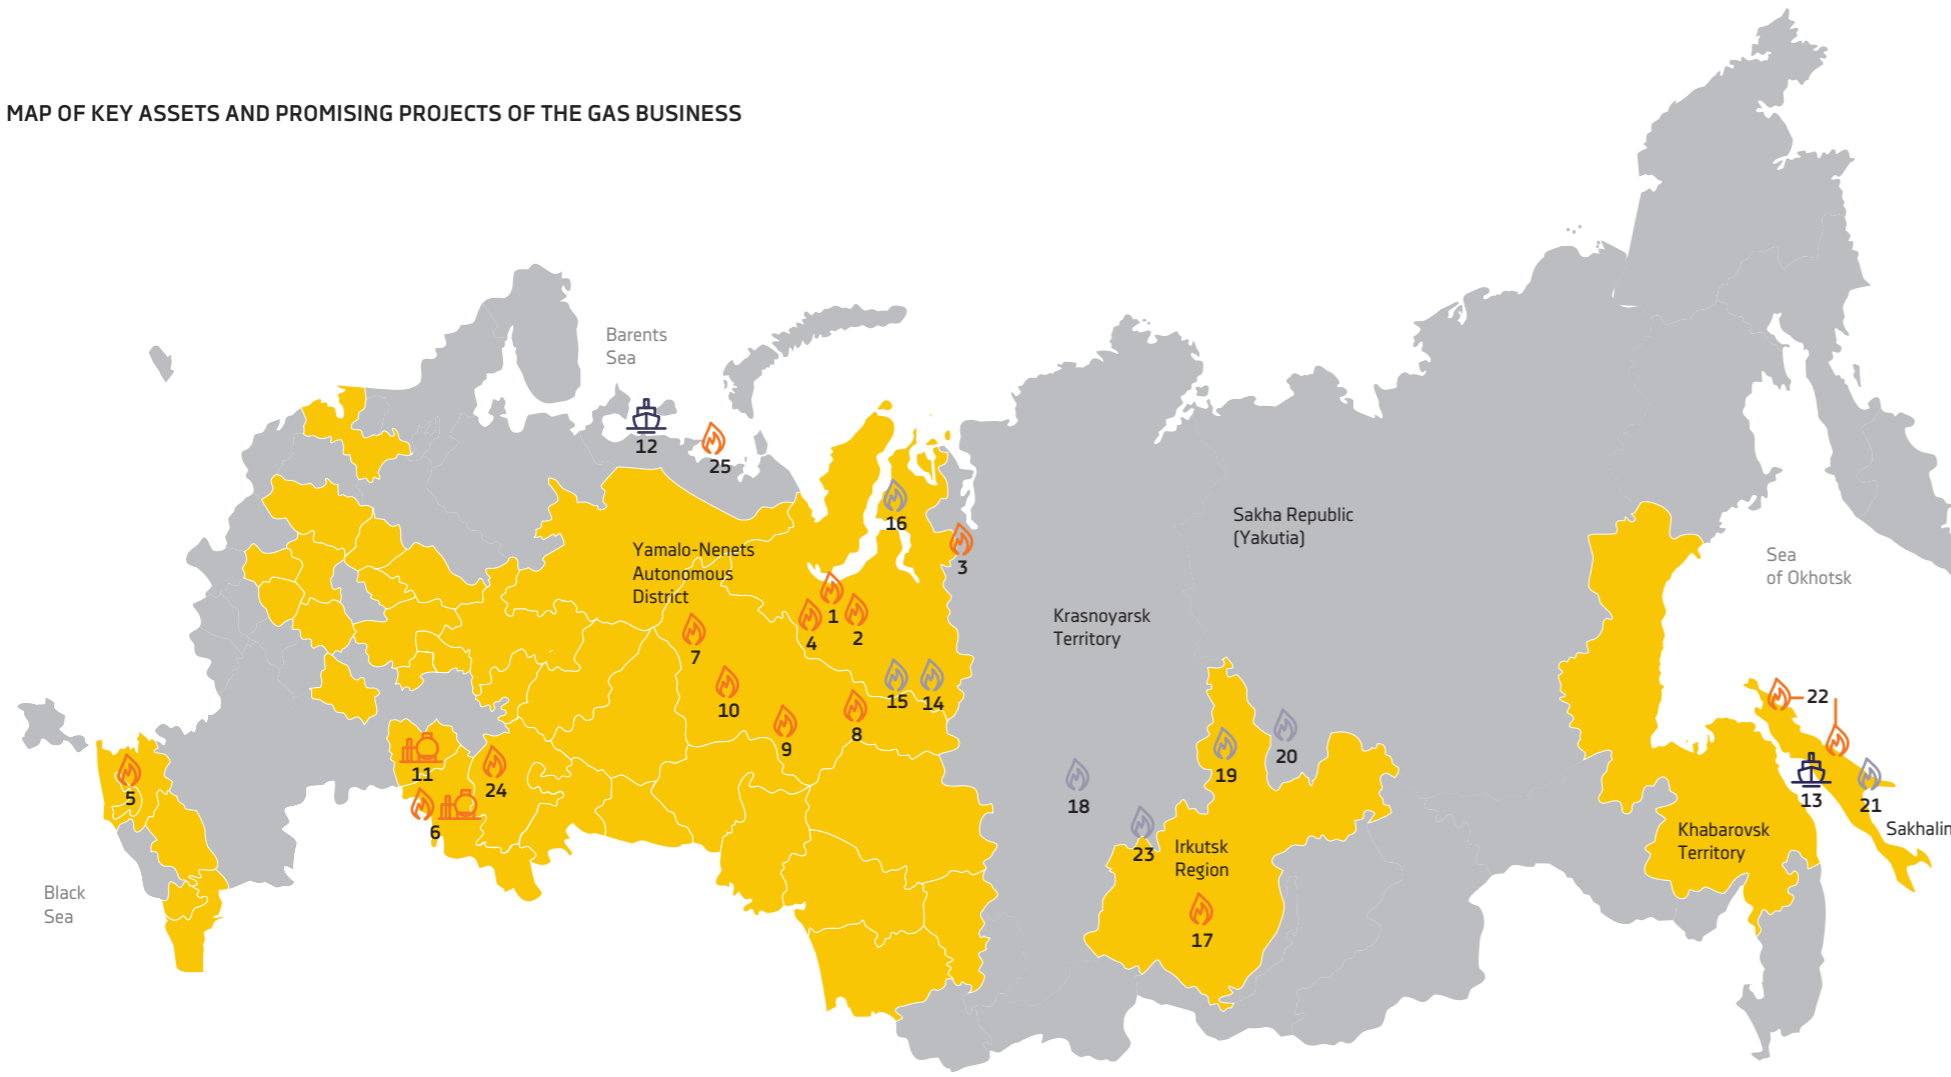 MAP OF KEY ASSETS AND PROMISING PROJECTS OF THE GAS BUSINESS
Barents
Sea
12
25
16
3
Sakha Republic
(Yakutia)
Sea
of Okhotsk
Yamalo-Nenets
Autonomous
District
1
2
4
7
Krasnoyarsk
Territory
15
14
10
8
9
22
20
19
11
24
5
6
18
13
21
23
Irkutsk
Region
Khabarovsk
Territory
Sakhalin
Black
Sea
17